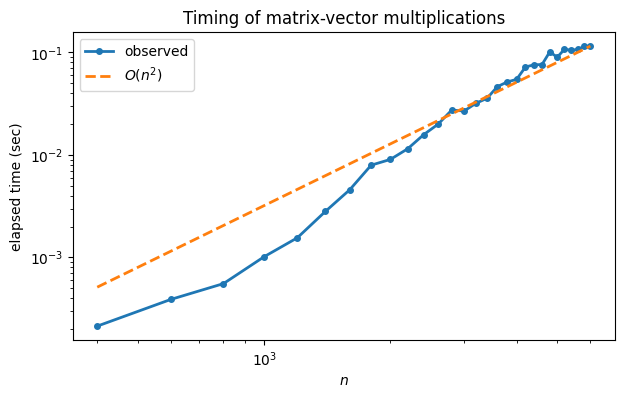 Timing of matrix-vector multiplications
observed
O(n²)
elapsed time (sec)
10⁻¹
10⁻²
10⁻³
10³
n